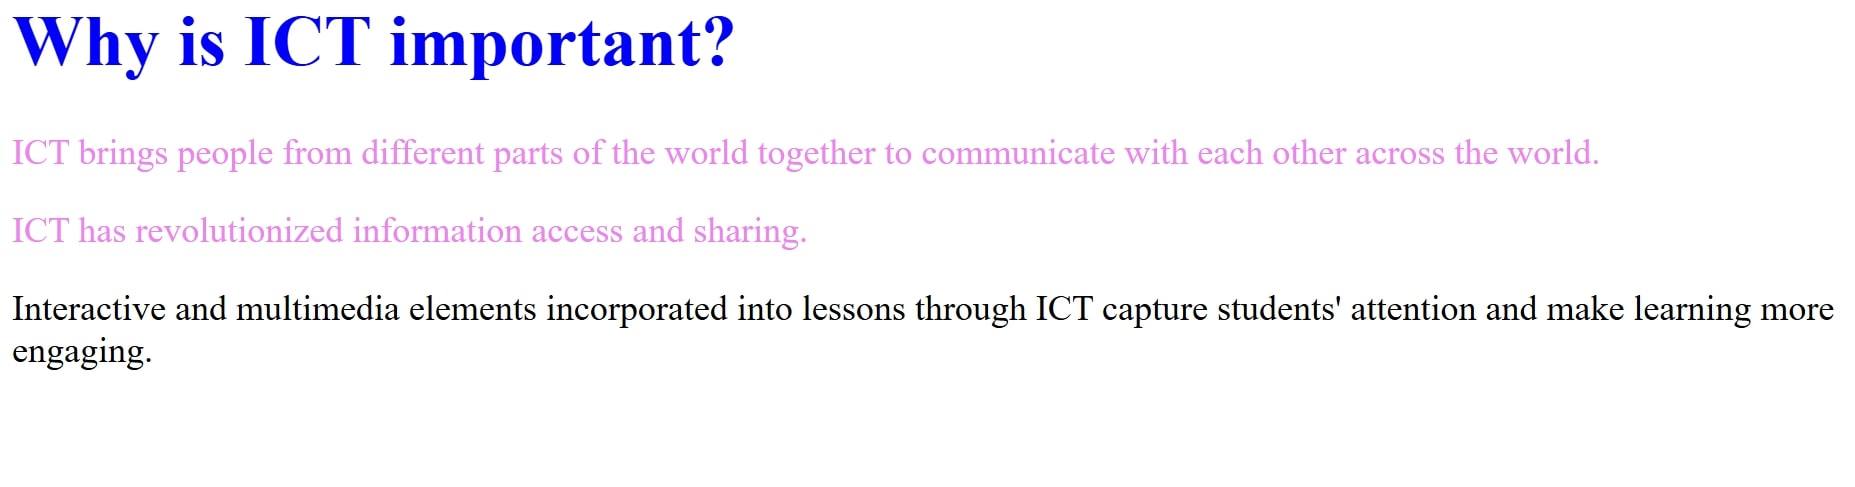 Why is ICT important?
ICT brings people from different parts of the world together to communicate with each other across the world.
ICT has revolutionized information access and sharing.
Interactive and multimedia elements incorporated into lessons through ICT capture students' attention and make learning more
engaging.